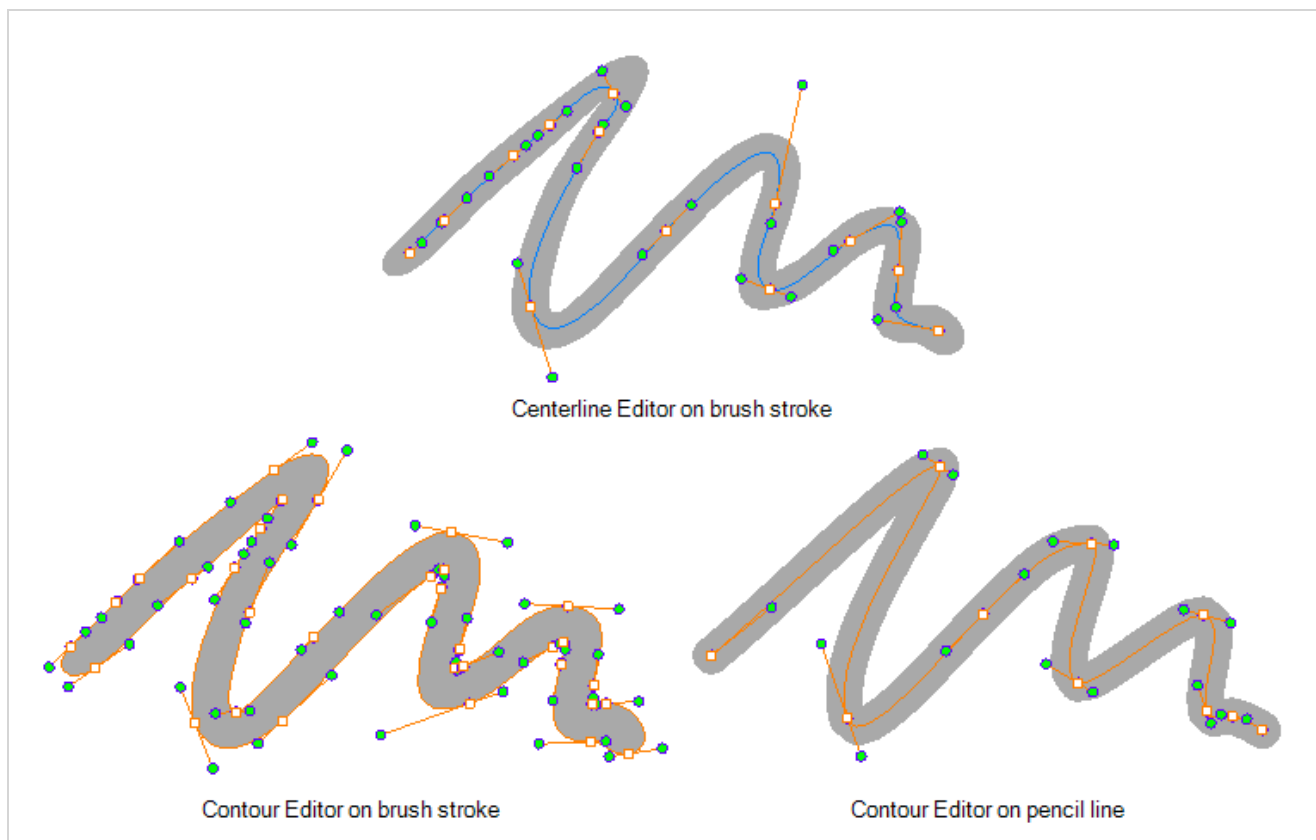 Centerline Editor on brush stroke
Contour Editor on brush stroke
Contour Editor on pencil line